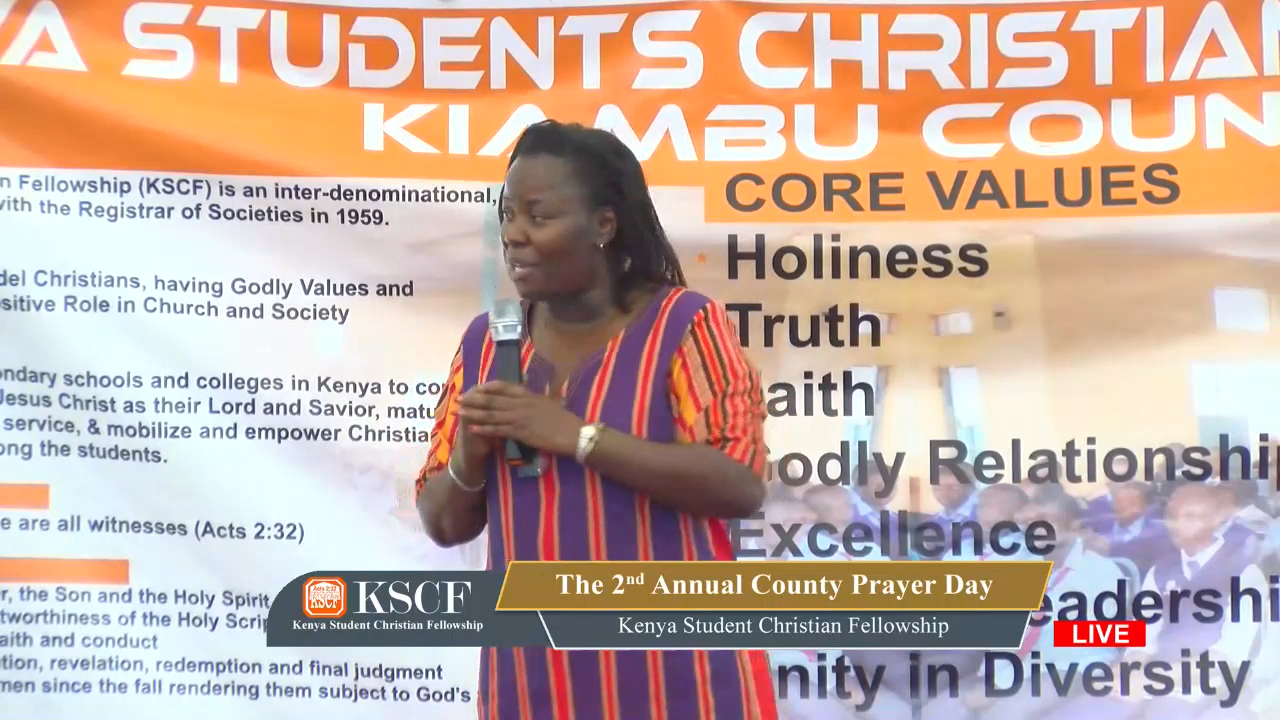 A STUDENTS CHRISTIAN
KIAMBU COUN
n Fellowship (KSCF) is an inter-denominational,
with the Registrar of Societies in 1959.
del Christians, having Godly Values and
sitive Role in Church and Society
ondary schools and colleges in Kenya to co
Jesus Christ as their Lord and Savior, matu
service, & mobilize and empower Christia
ong the students.
e are all witnesses (Acts 2:32)
r, the Son and the Holy Spirit
tworthiness of the Holy Scrip
aith and conduct
tion, revelation, redemption and final judgment
men since the fall rendering them subject to God's
CORE VALUES
Holiness
Truth
aith
odly Relationship
Excellence
eadershi
nity in Diversity
Acts 2:32
KSCF
KSCF
Kenya Student Christian Fellowship
The 2nd Annual County Prayer Day
Kenya Student Christian Fellowship
LIVE